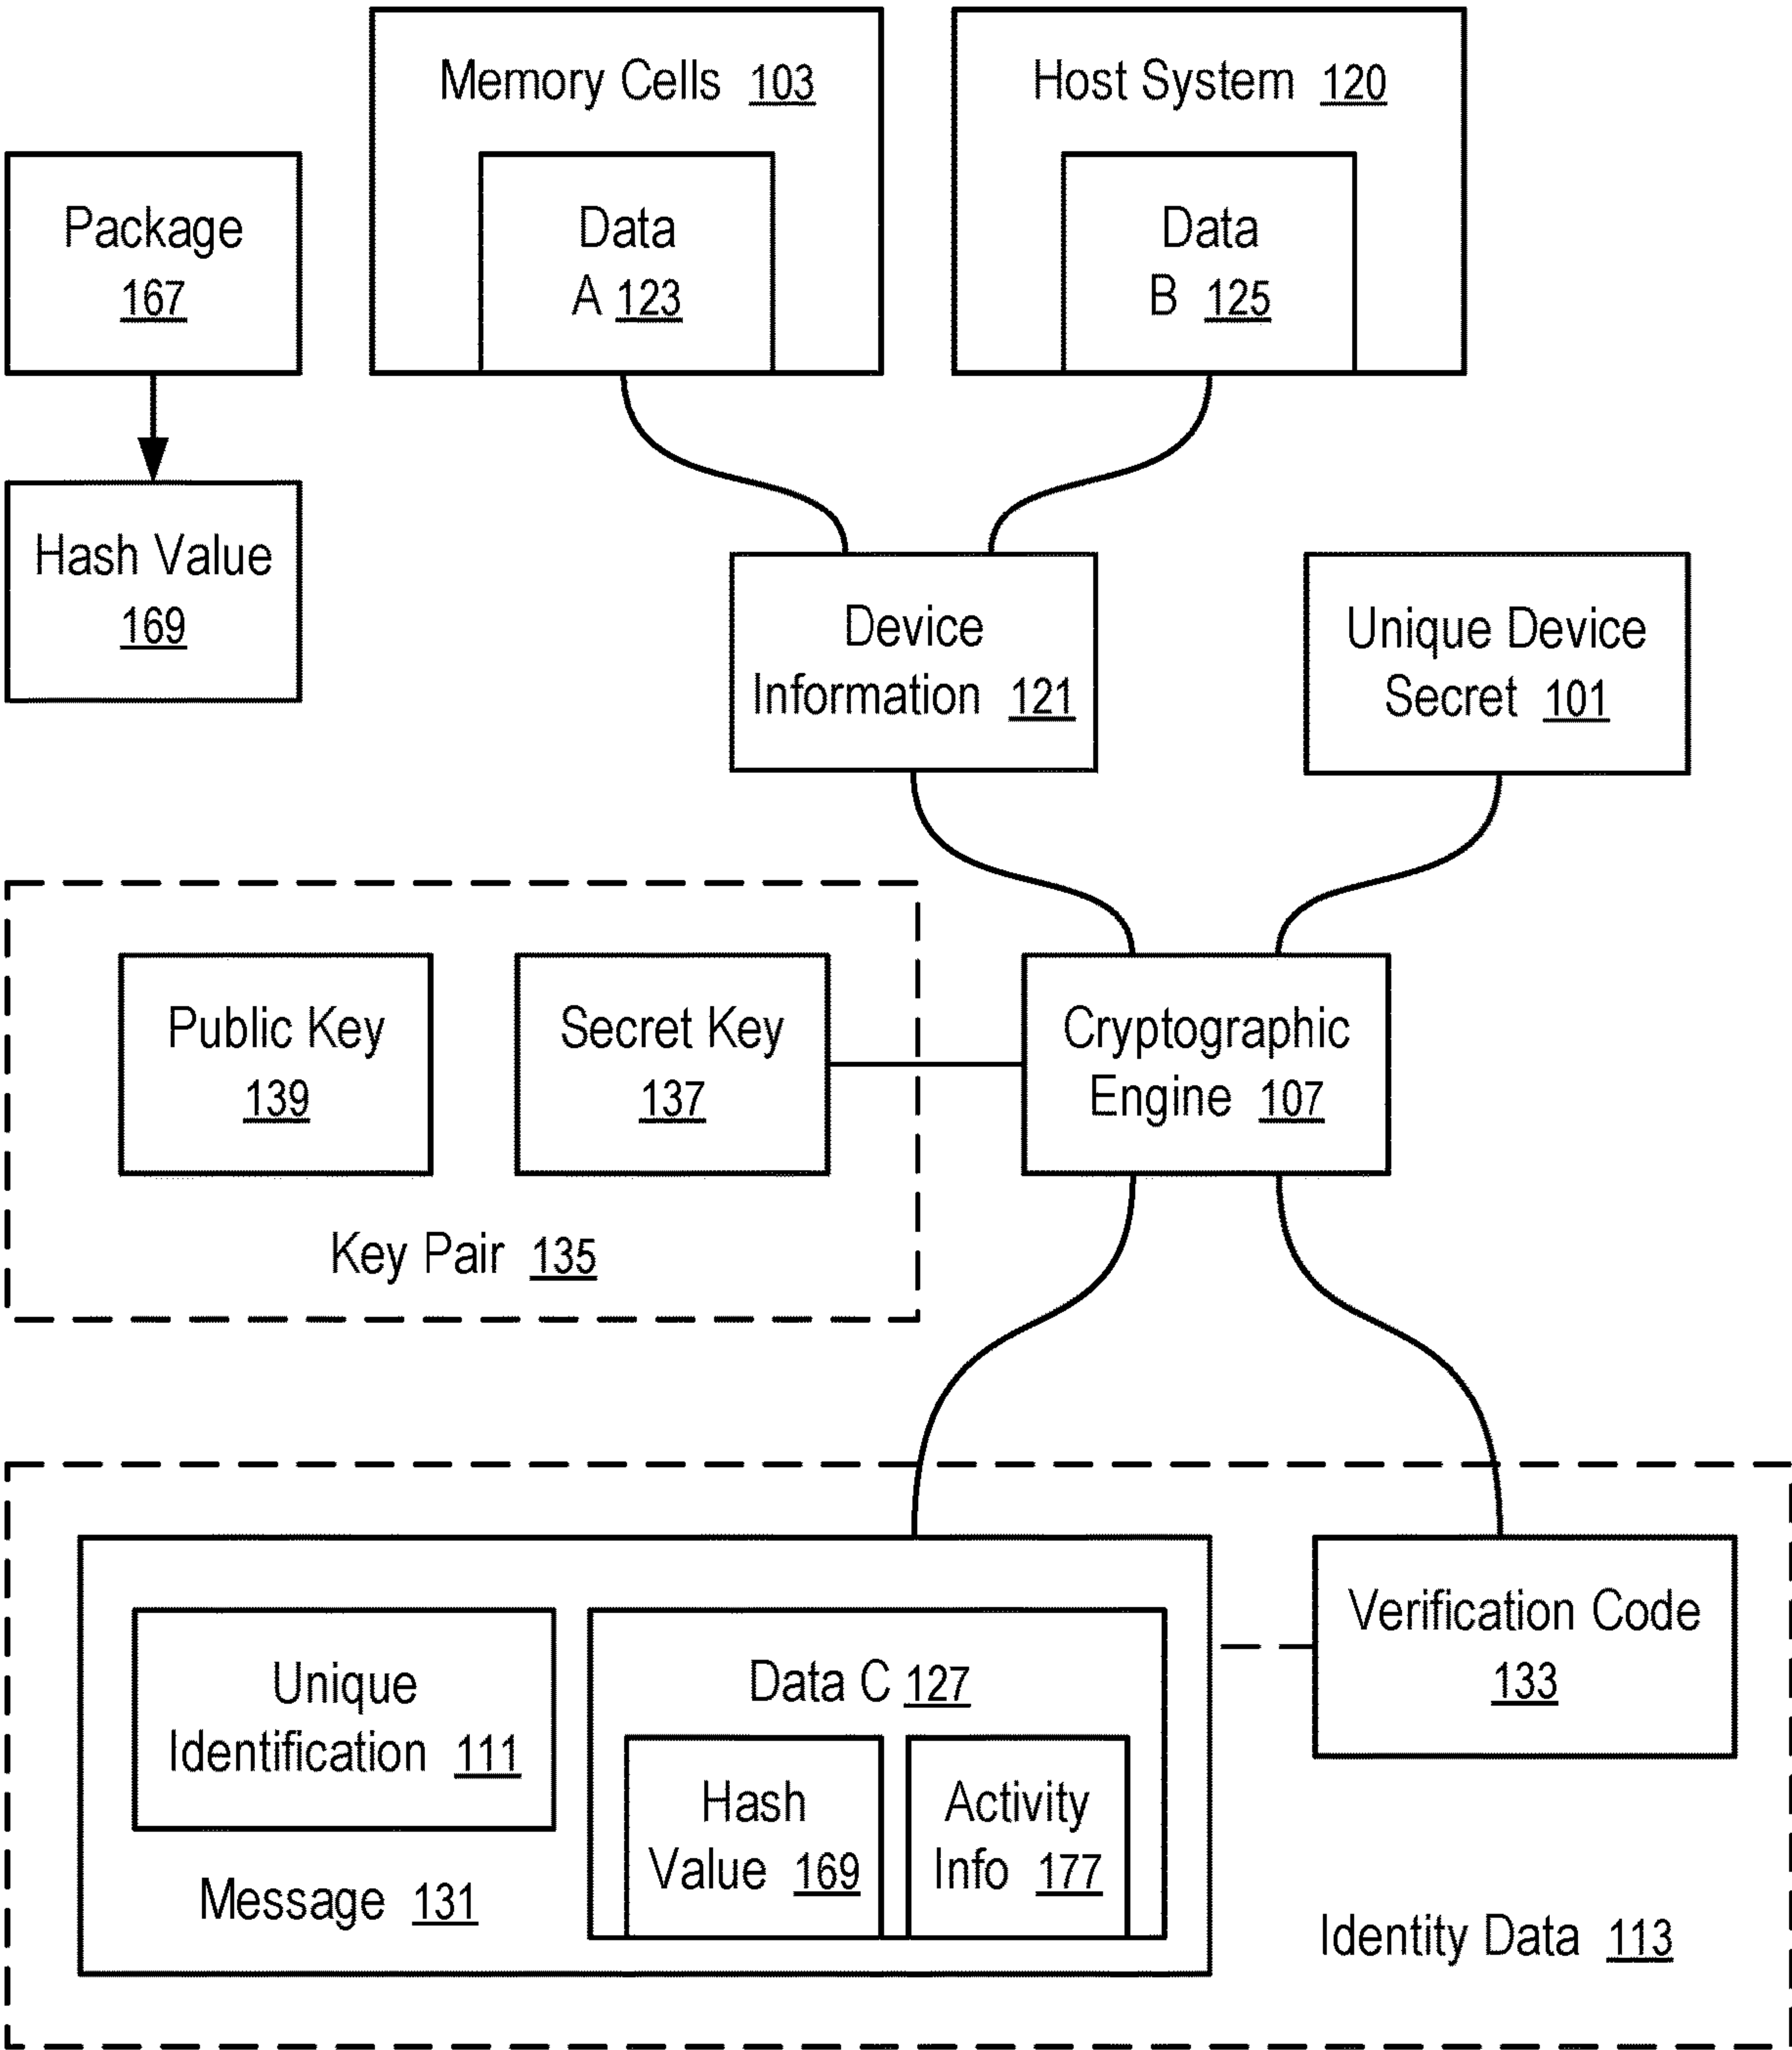 Memory Cells 103
Host System 120
Package
167
Data
A 123
Data
B 125
Hash Value
169
Device
Information 121
Unique Device
Secret 101
Public Key
139
Secret Key
137
Cryptographic
Engine 107
Key Pair 135
Verification Code
133
Unique
Identification 111
Data C 127
Hash
Value 169
Activity
Info 177
Message 131
Identity Data 113